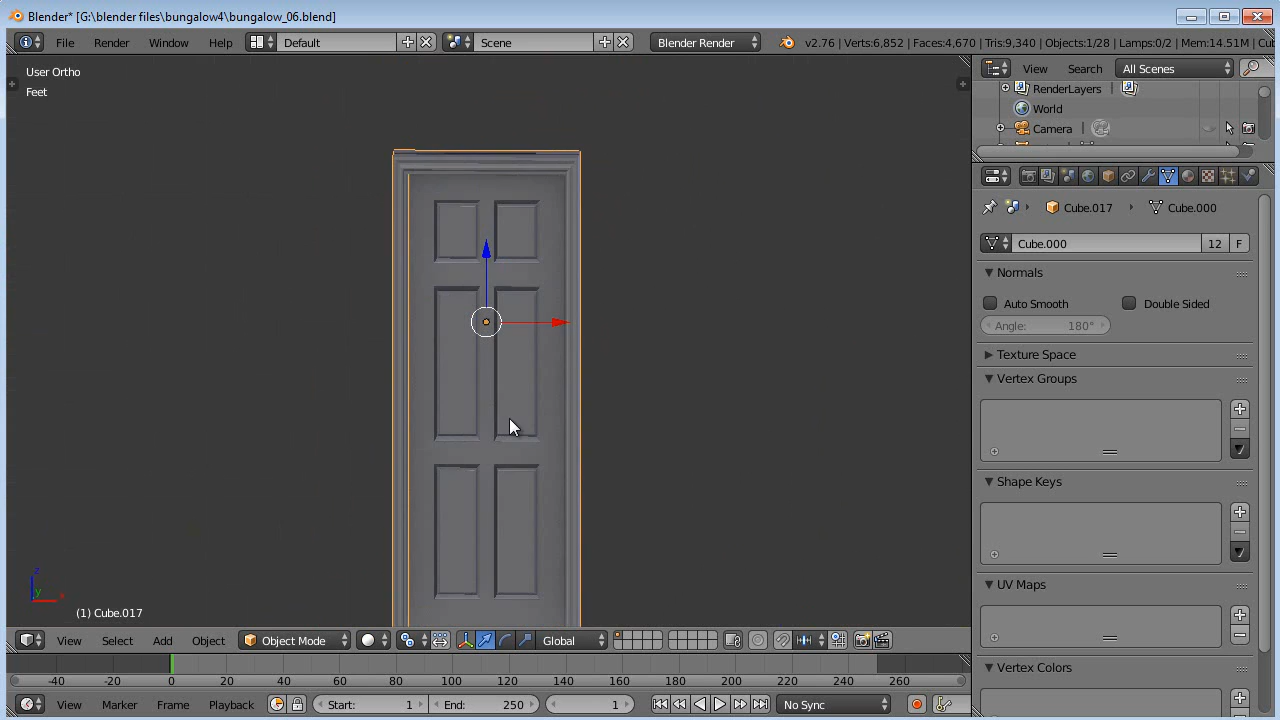 Blender* [G:\blender files\bungalow4\bungalow_06.blend]
File Render Window Help Default Scene Blender Render v2.76 | Verts:6,852 | Faces:4,670 | Tris:9,340 | Objects:1/28 | Lamps:0/2 | Mem:14.51M | Cu
User Ortho
Feet
View Search All Scenes
RenderLayers
World
Camera
Cube.017 Cube.000
Cube.000 12 F
Normals
Auto Smooth Double Sided
Angle: 180°
Texture Space
Vertex Groups
Shape Keys
UV Maps
Vertex Colors
z
y x
(1) Cube.017
View Select Add Object Object Mode Global
-40 -20 0 20 40 60 80 100 120 140 160 180 200 220 240 260
View Marker Frame Playback Start: 1 End: 250 1 No Sync